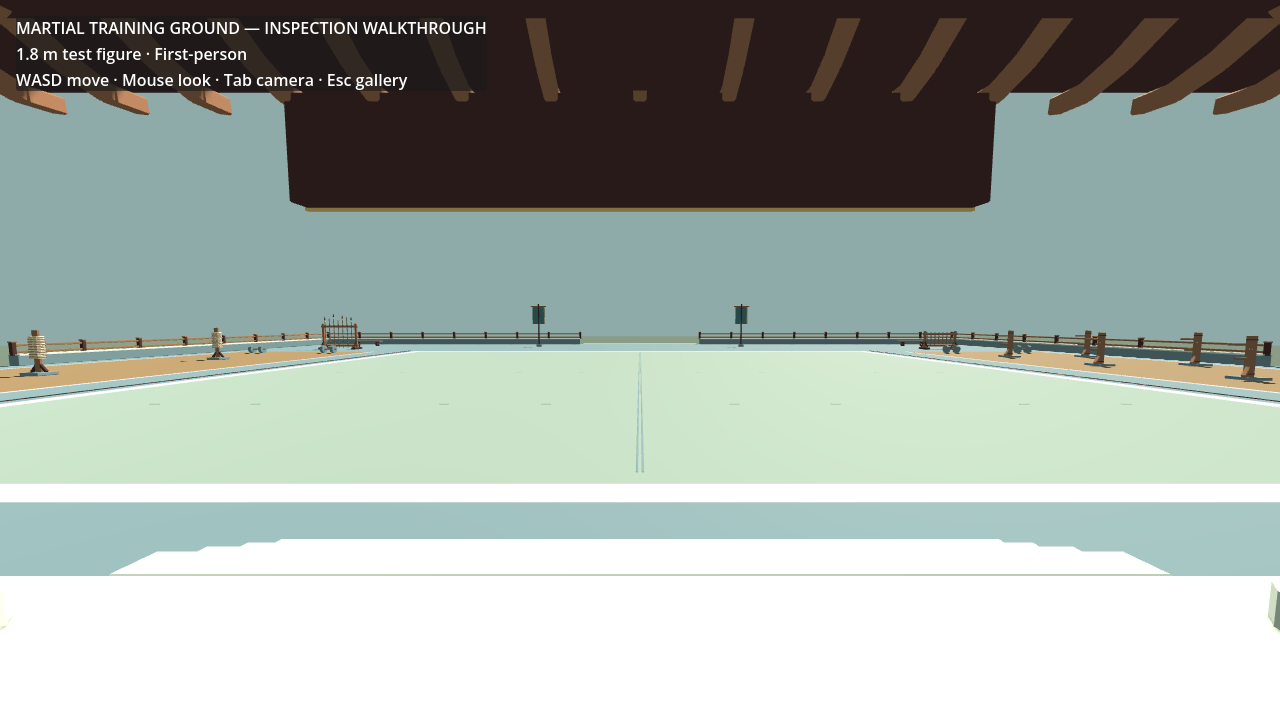 MARTIAL TRAINING GROUND — INSPECTION WALKTHROUGH
1.8 m test figure · First-person
WASD move · Mouse look · Tab camera · Esc gallery